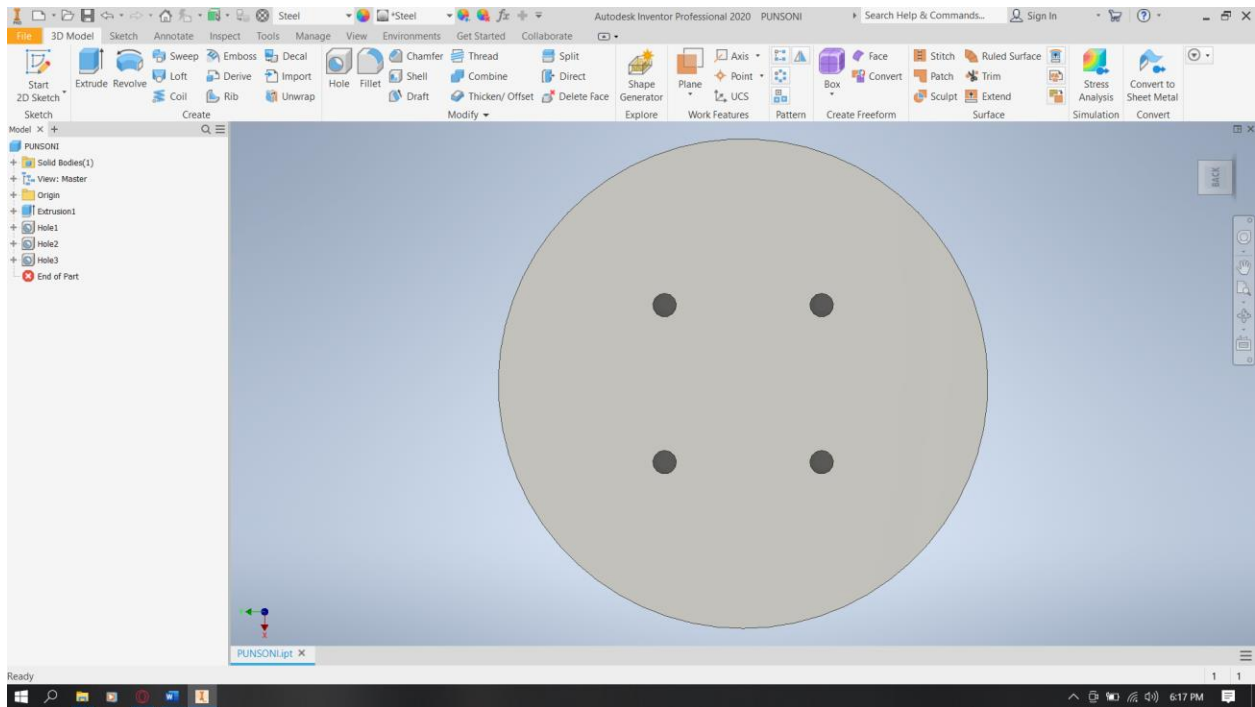 Steel *Steel Autodesk Inventor Professional 2020 PUNSONI Search Help & Commands... Sign In
File 3D Model Sketch Annotate Inspect Tools Manage View Environments Get Started Collaborate
Start 2D Sketch
Extrude Revolve
Sweep Emboss Decal
Loft Derive Import
Coil Rib Unwrap
Hole Fillet
Chamfer Thread Split
Shell Combine Direct
Draft Thicken/ Offset Delete Face
Shape Generator
Plane
Axis
Point
UCS
Box
Face
Convert
Stitch Ruled Surface
Patch Trim
Sculpt Extend
Stress Analysis
Convert to Sheet Metal
Sketch Create Modify Explore Work Features Pattern Create Freeform Surface Simulation Convert
Model
PUNSONI
Solid Bodies(1)
View: Master
Origin
Extrusion1
Hole1
Hole2
Hole3
End of Part
BACK
X
PUNSONI.ipt
Ready 1 1
6:17 PM